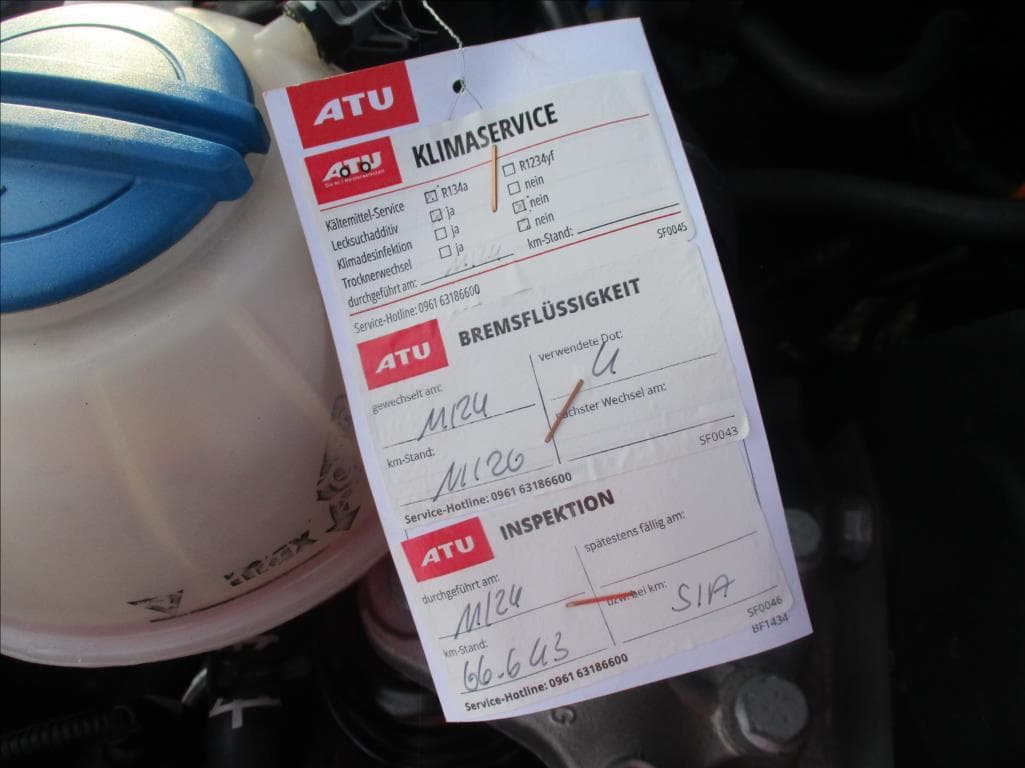 ATU
ATU KLIMASERVICE
Kältemittel-Service ☒ R134a ☐ R1234yf
Lecksuchadditiv ☒ ja ☐ nein
Klimadesinfektion ☐ ja ☒ nein
Trocknerwechsel ☐ ja ☒ nein
durchgeführt am: 11/24 km-Stand:
Service-Hotline: 0961 63186600 SF0045
ATU BREMSFLÜSSIGKEIT
gewechselt am: verwendete Dot:
11/24 4
km-Stand: nächster Wechsel am:
11/26
Service-Hotline: 0961 63186600 SF0043
ATU INSPEKTION
durchgeführt am: spätestens fällig am:
11/24
km-Stand: bzw. bei km:
66.643 SIA
Service-Hotline: 0961 63186600 SF0046
BF1434
G